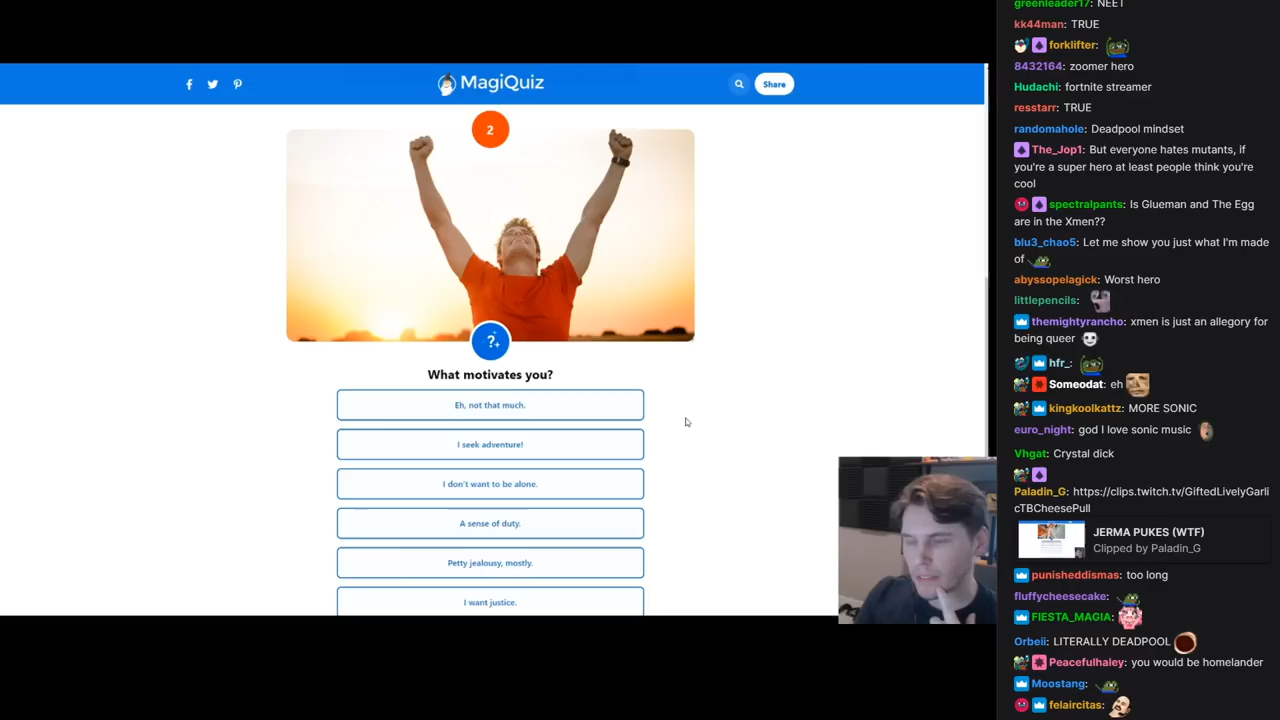 MagiQuiz
Share
2
?
What motivates you?
Eh, not that much.
I seek adventure!
I don't want to be alone.
A sense of duty.
Petty jealousy, mostly.
I want justice.
greenleader17: NEET
kk44man: TRUE
forklifter:
8432164: zoomer hero
Hudachi: fortnite streamer
resstarr: TRUE
randomahole: Deadpool mindset
The_Jop1: But everyone hates mutants, if
you're a super hero at least people think you're
cool
spectralpants: Is Glueman and The Egg
are in the Xmen??
blu3_chao5: Let me show you just what I'm made
of
abyssopelagick: Worst hero
littlepencils:
themightyrancho: xmen is just an allegory for
being queer
hfr_:
Someodat: eh
kingkoolkattz: MORE SONIC
euro_night: god I love sonic music
Vhgat: Crystal dick
Paladin_G: https://clips.twitch.tv/GiftedLivelyGarli
cTBCheesePull
JERMA PUKES (WTF)
Clipped by Paladin_G
punisheddismas: too long
fluffycheesecake:
FIESTA_MAGIA:
Orbeii: LITERALLY DEADPOOL
Peacefulhaley: you would be homelander
Moostang:
felaircitas: